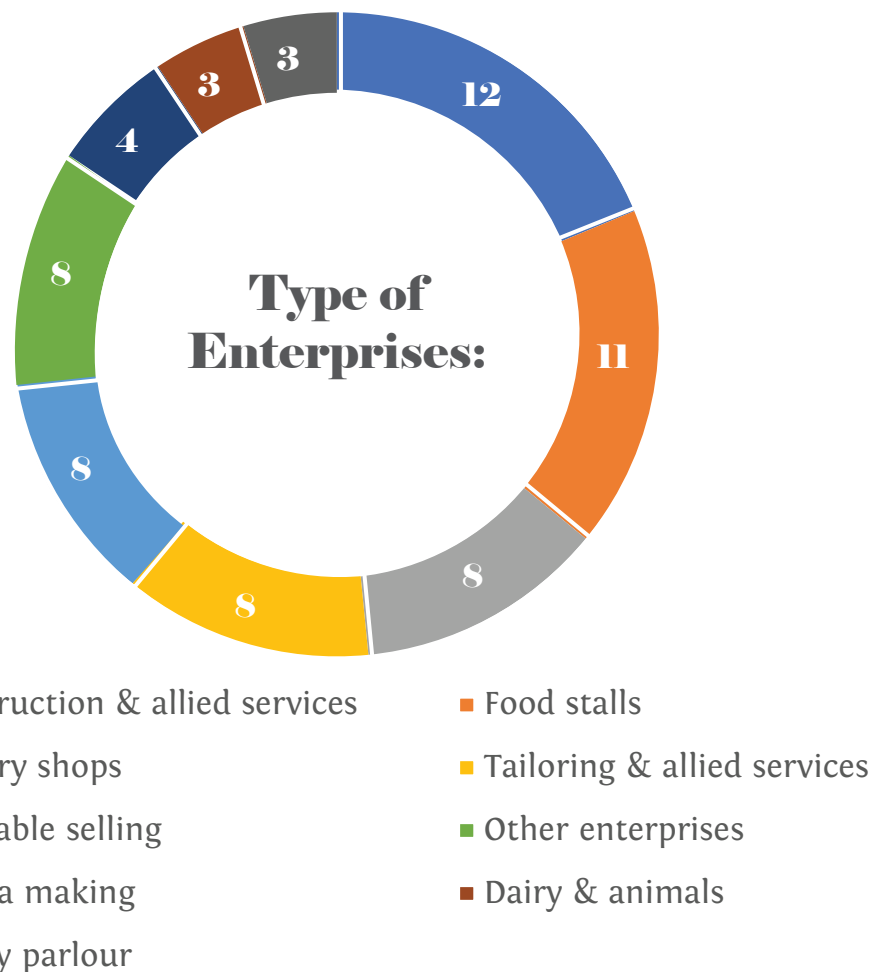 3
3
12
4
8
Type of
Enterprises:
11
8
8
8
ruction & allied services
Food stalls
ry shops
Tailoring & allied services
able selling
Other enterprises
a making
Dairy & animals
y parlour